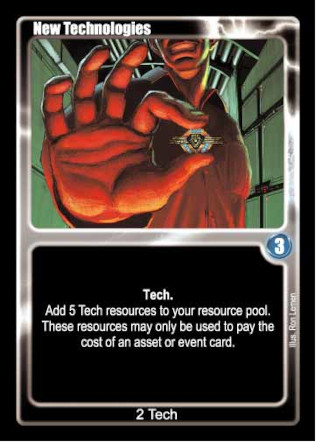 New Technologies
3
Tech.
Add 5 Tech resources to your resource pool.
These resources may only be used to pay the
cost of an asset or event card.
Illus. Ron Lemen
2 Tech